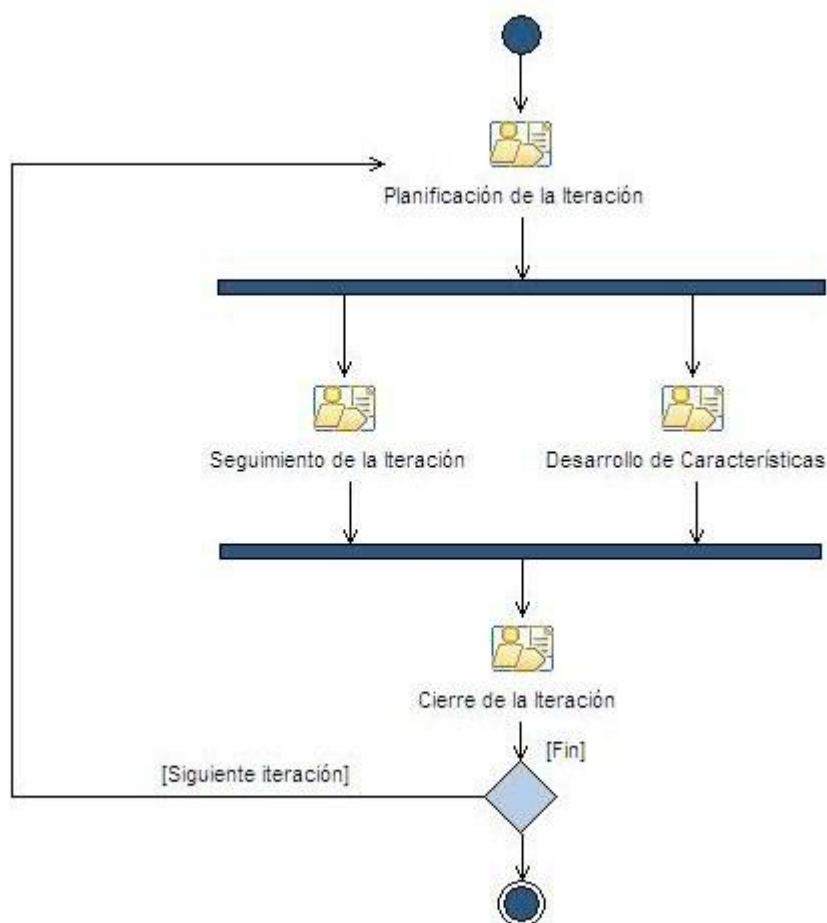 Planificación de la Iteración
Seguimiento de la Iteración
Desarrollo de Características
Cierre de la Iteración
[Fin]
[Siguiente iteración]